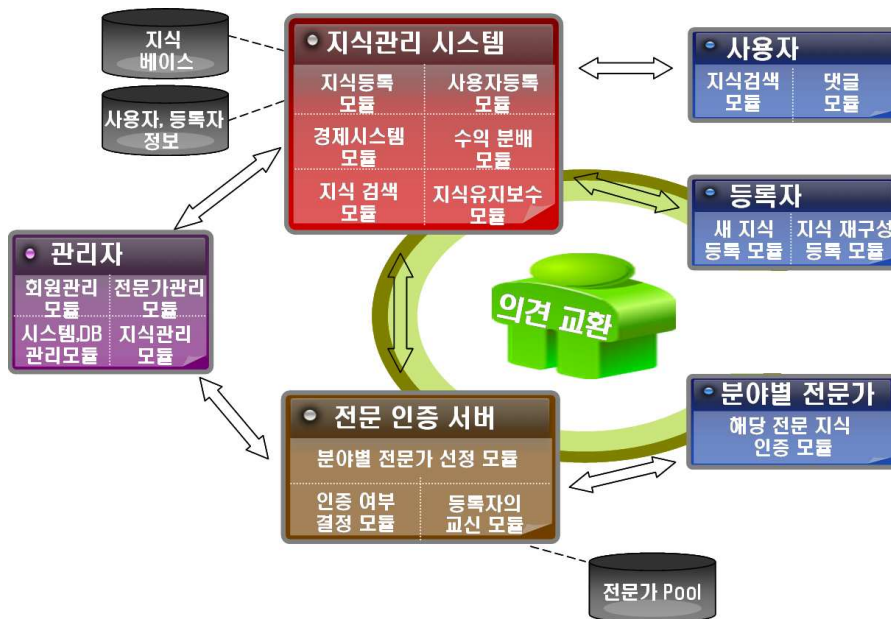 지식
베이스
사용자, 등록자
정보
지식관리 시스템
지식등록
모듈
사용자등록
모듈
경제시스템
모듈
수익 분배
모듈
지식 검색
모듈
지식유지보수
모듈
사용자
지식검색
모듈
댓글
모듈
등록자
새 지식
등록 모듈
지식 재구성
등록 모듈
관리자
회원관리
모듈
전문가관리
모듈
시스템,DB
관리모듈
지식관리
모듈
의견 교환
전문 인증 서버
분야별 전문가 선정 모듈
인증 여부
결정 모듈
등록자의
교신 모듈
분야별 전문가
해당 전문 지식
인증 모듈
전문가 Pool